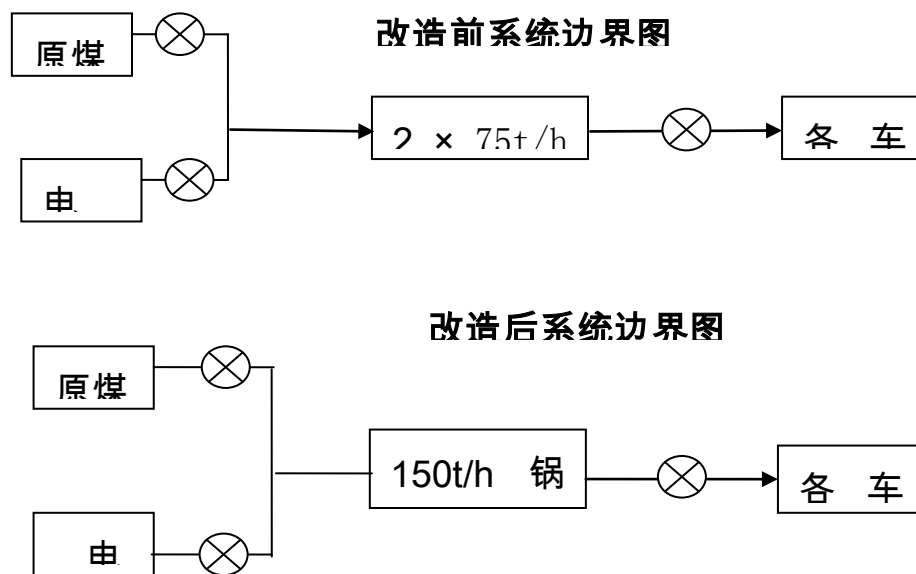 改造前系统边界图
原煤
2 × 75t/h
各 车
电
改造后系统边界图
原煤
150t/h 锅
各 车
电